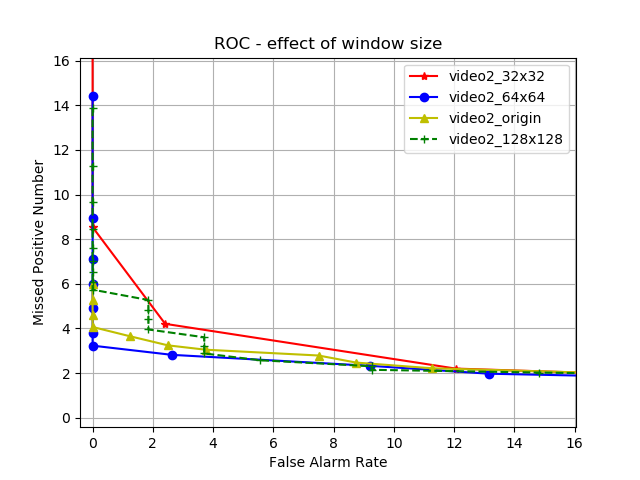 ROC - effect of window size
video2_32x32
video2_64x64
video2_origin
video2_128x128
Missed Positive Number
16
14
12
10
8
6
4
2
0
0 2 4 6 8 10 12 14 16
False Alarm Rate